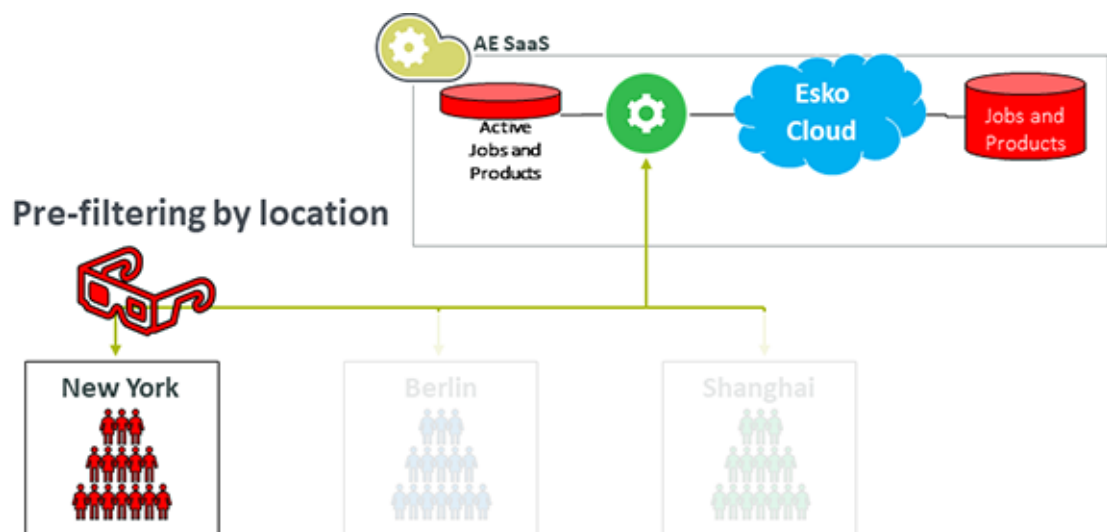 AE SaaS
Active
Jobs and
Products
Esko
Cloud
Jobs and
Products
Pre-filtering by location
New York
Berlin
Shanghai